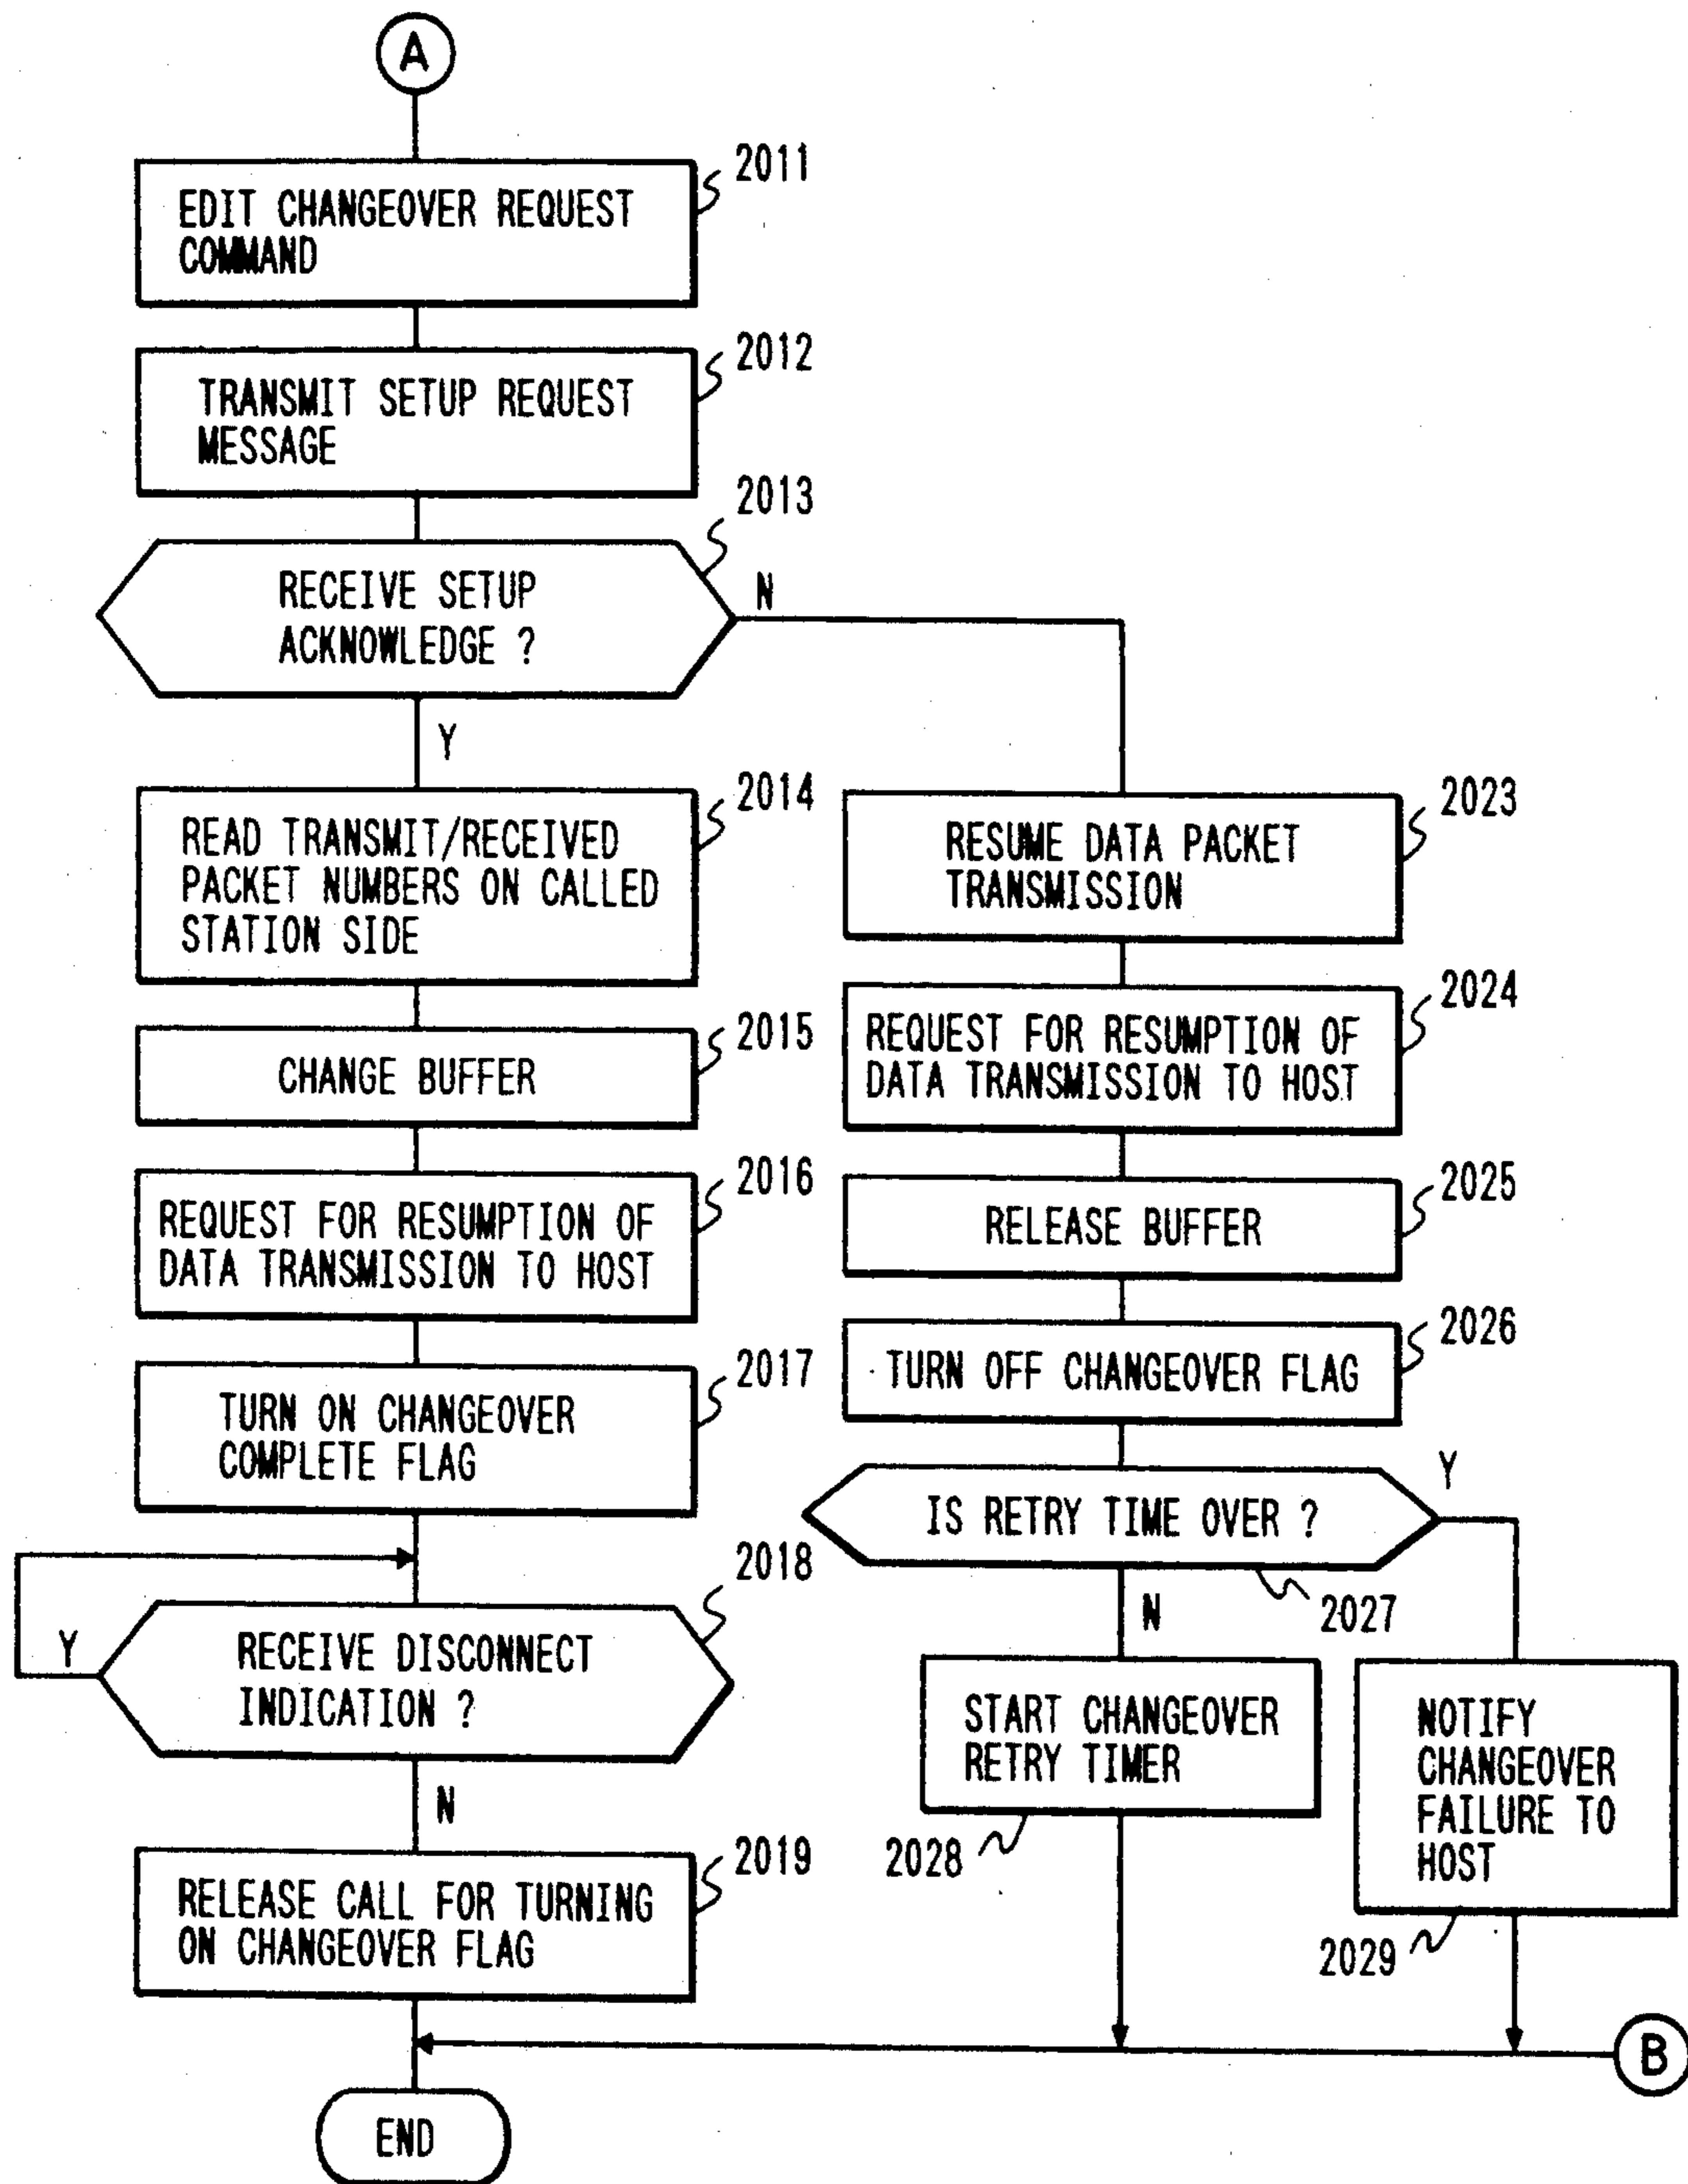 A
2011
EDIT CHANGEOVER REQUEST
COMMAND
2012
TRANSMIT SETUP REQUEST
MESSAGE
2013
RECEIVE SETUP
ACKNOWLEDGE ?
N
Y
2014
READ TRANSMIT/RECEIVED
PACKET NUMBERS ON CALLED
STATION SIDE
2015
CHANGE BUFFER
2016
REQUEST FOR RESUMPTION OF
DATA TRANSMISSION TO HOST
2017
TURN ON CHANGEOVER
COMPLETE FLAG
2018
RECEIVE DISCONNECT
INDICATION ?
Y
N
2019
RELEASE CALL FOR TURNING
ON CHANGEOVER FLAG
2023
RESUME DATA PACKET
TRANSMISSION
2024
REQUEST FOR RESUMPTION OF
DATA TRANSMISSION TO HOST
2025
RELEASE BUFFER
2026
TURN OFF CHANGEOVER FLAG
IS RETRY TIME OVER ?
Y
2027
N
START CHANGEOVER
RETRY TIMER
2028
NOTIFY
CHANGEOVER
FAILURE TO
HOST
2029
B
END